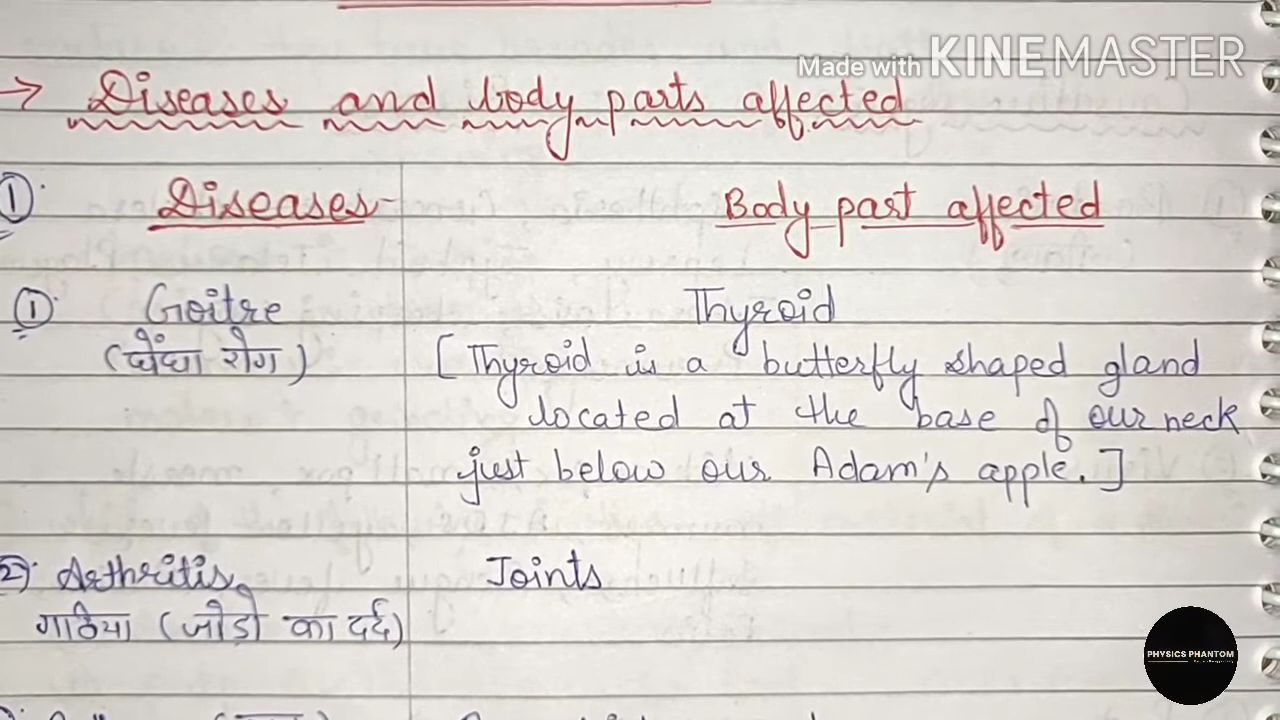 Made with KINEMASTER
→ Diseases and body parts affected
① Diseases- Body part affected
① Goitre Thyroid
(घेंघा रोग) [Thyroid is a butterfly shaped gland
located at the base of our neck
just below our Adam's apple.]
2) Arthritis Joints
गठिया (जोडो का दर्द)
PHYSICS PHANTOM